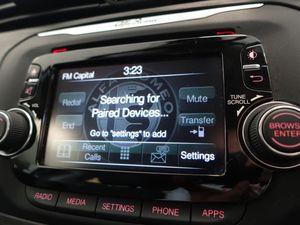 FM Capital
3:23
Searching for
Paired Devices...
Go to "settings" to add
Redial
End
Mute
Transfer
Recent
Calls
Settings
VOL
TUNE
SCROLL
BROWSE
ENTER
RADIO
MEDIA
SETTINGS
PHONE
APPS